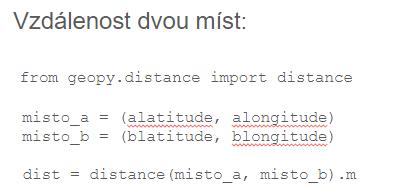 Vzdálenost dvou míst:
from geopy.distance import distance
misto_a = (alatitude, alongitude)
misto_b = (blatitude, blongitude)
dist = distance(misto_a, misto_b).m